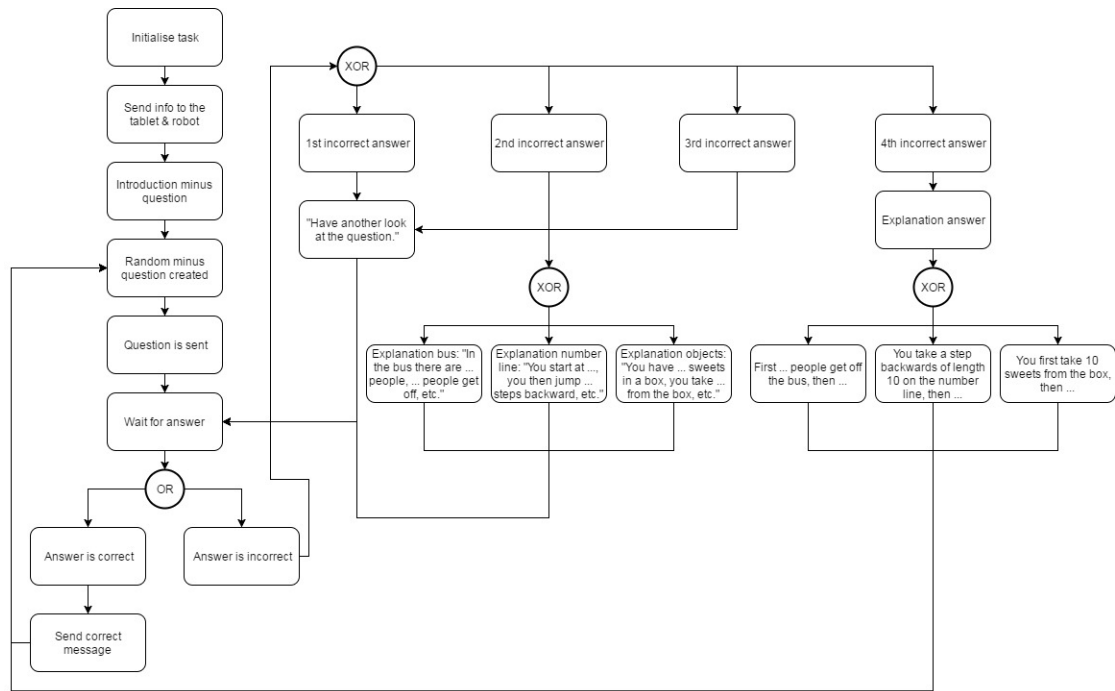 Initialise task
Send info to the
tablet & robot
Introduction minus
question
Random minus
question created
Question is sent
Wait for answer
OR
Answer is correct
Answer is incorrect
Send correct
message
XOR
1st incorrect answer
2nd incorrect answer
3rd incorrect answer
4th incorrect answer
"Have another look
at the question."
Explanation answer
XOR
XOR
Explanation bus: "In
the bus there are ...
people, ... people get
off, etc."
Explanation number
line: "You start at ...,
you then jump ...
steps backward, etc."
Explanation objects:
"You have ... sweets
in a box, you take ...
from the box, etc."
First ... people get off
the bus, then ...
You take a step
backwards of length
10 on the number
line, then ...
You first take 10
sweets from the box,
then ...